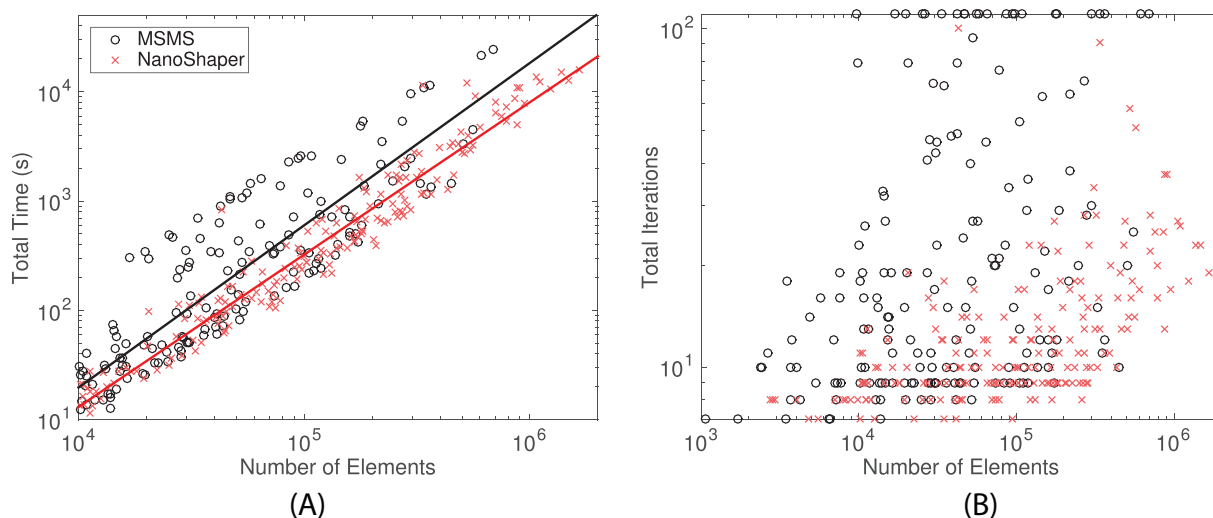 MSMS
NanoShaper
Total Time (s)
10^4
10^3
10^2
10^1
10^4
10^5
10^6
Number of Elements
(A)
Total Iterations
10^2
10^1
10^3
10^4
10^5
10^6
Number of Elements
(B)